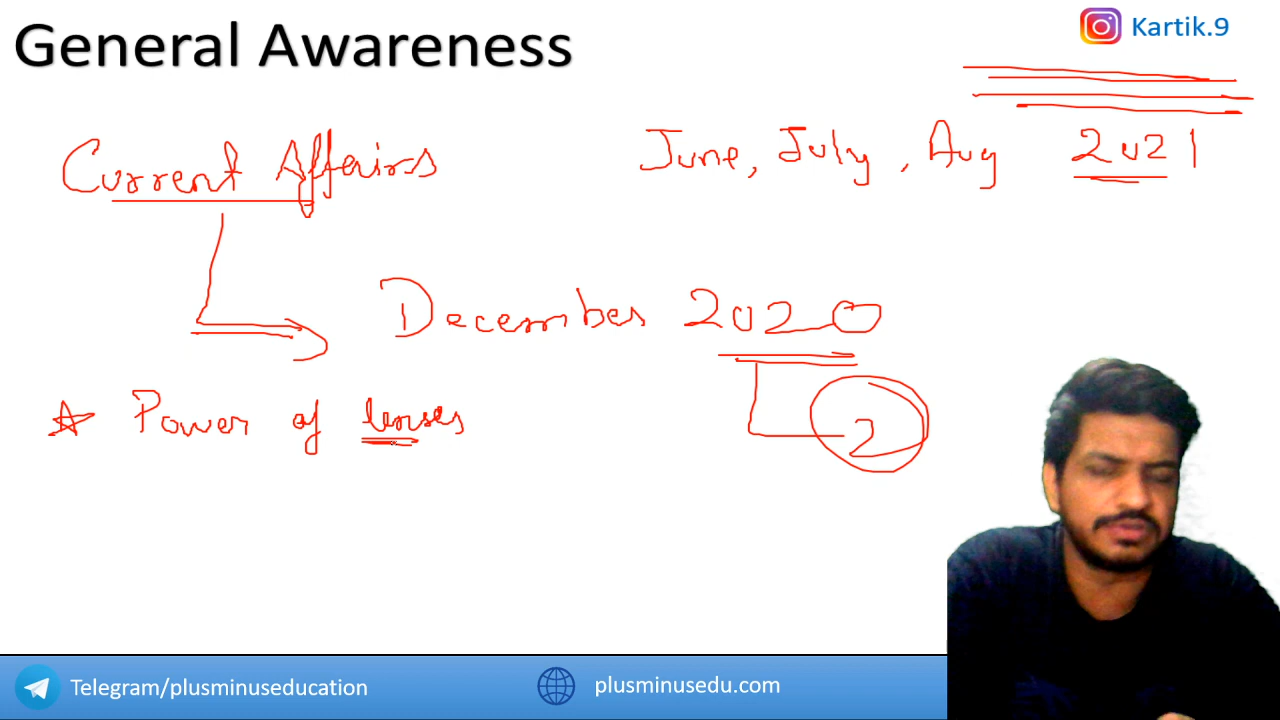 General Awareness
Kartik.9
Current Affairs
June, July, Aug 2021
December 2020
2
Power of lenses
Telegram/plusminuseducation
plusminusedu.com